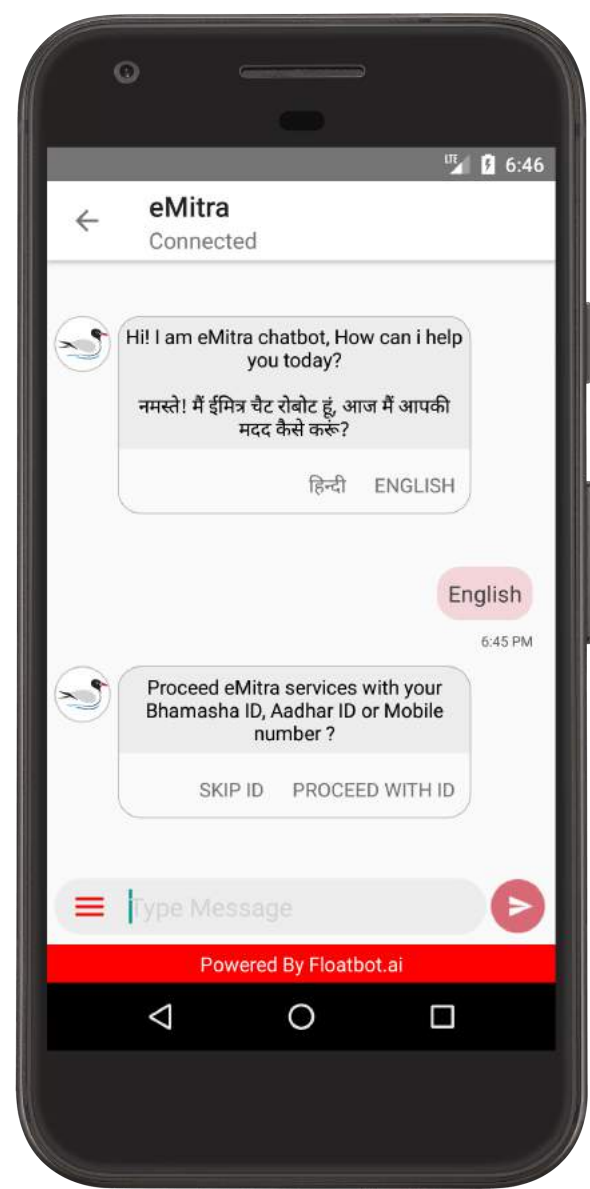 LTE 6:46
eMitra
Connected
Hi! I am eMitra chatbot, How can i help
you today?
नमस्ते! मैं ईमित्र चैट रोबोट हूं, आज मैं आपकी
मदद कैसे करूं?
हिन्दी ENGLISH
English
6:45 PM
Proceed eMitra services with your
Bhamasha ID, Aadhar ID or Mobile
number ?
SKIP ID PROCEED WITH ID
Type Message
Powered By Floatbot.ai